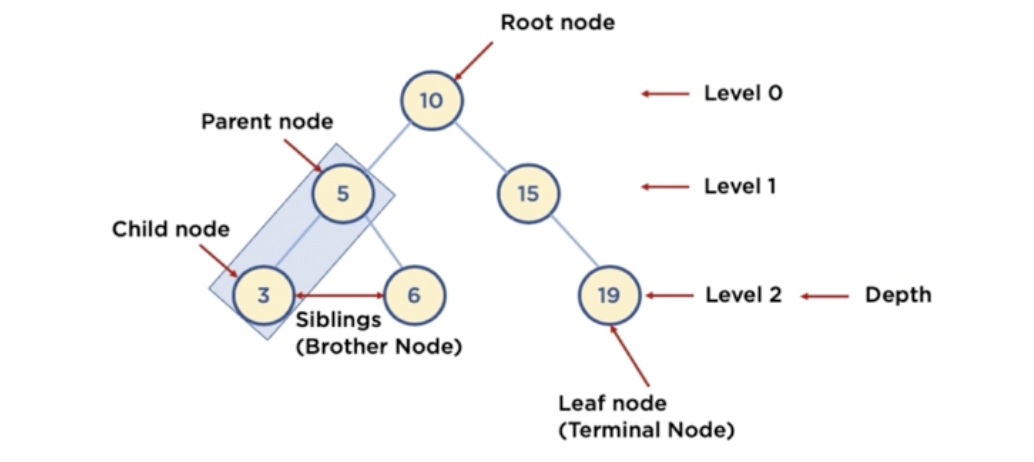 Root node
10
Level 0
Parent node
5
15
Level 1
Child node
3
6
19
Level 2
Depth
Siblings
(Brother Node)
Leaf node
(Terminal Node)